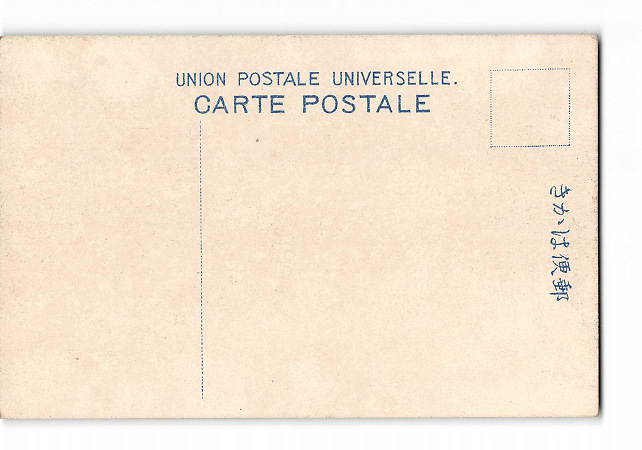 UNION POSTALE UNIVERSELLE.
CARTE POSTALE
きかは便郵